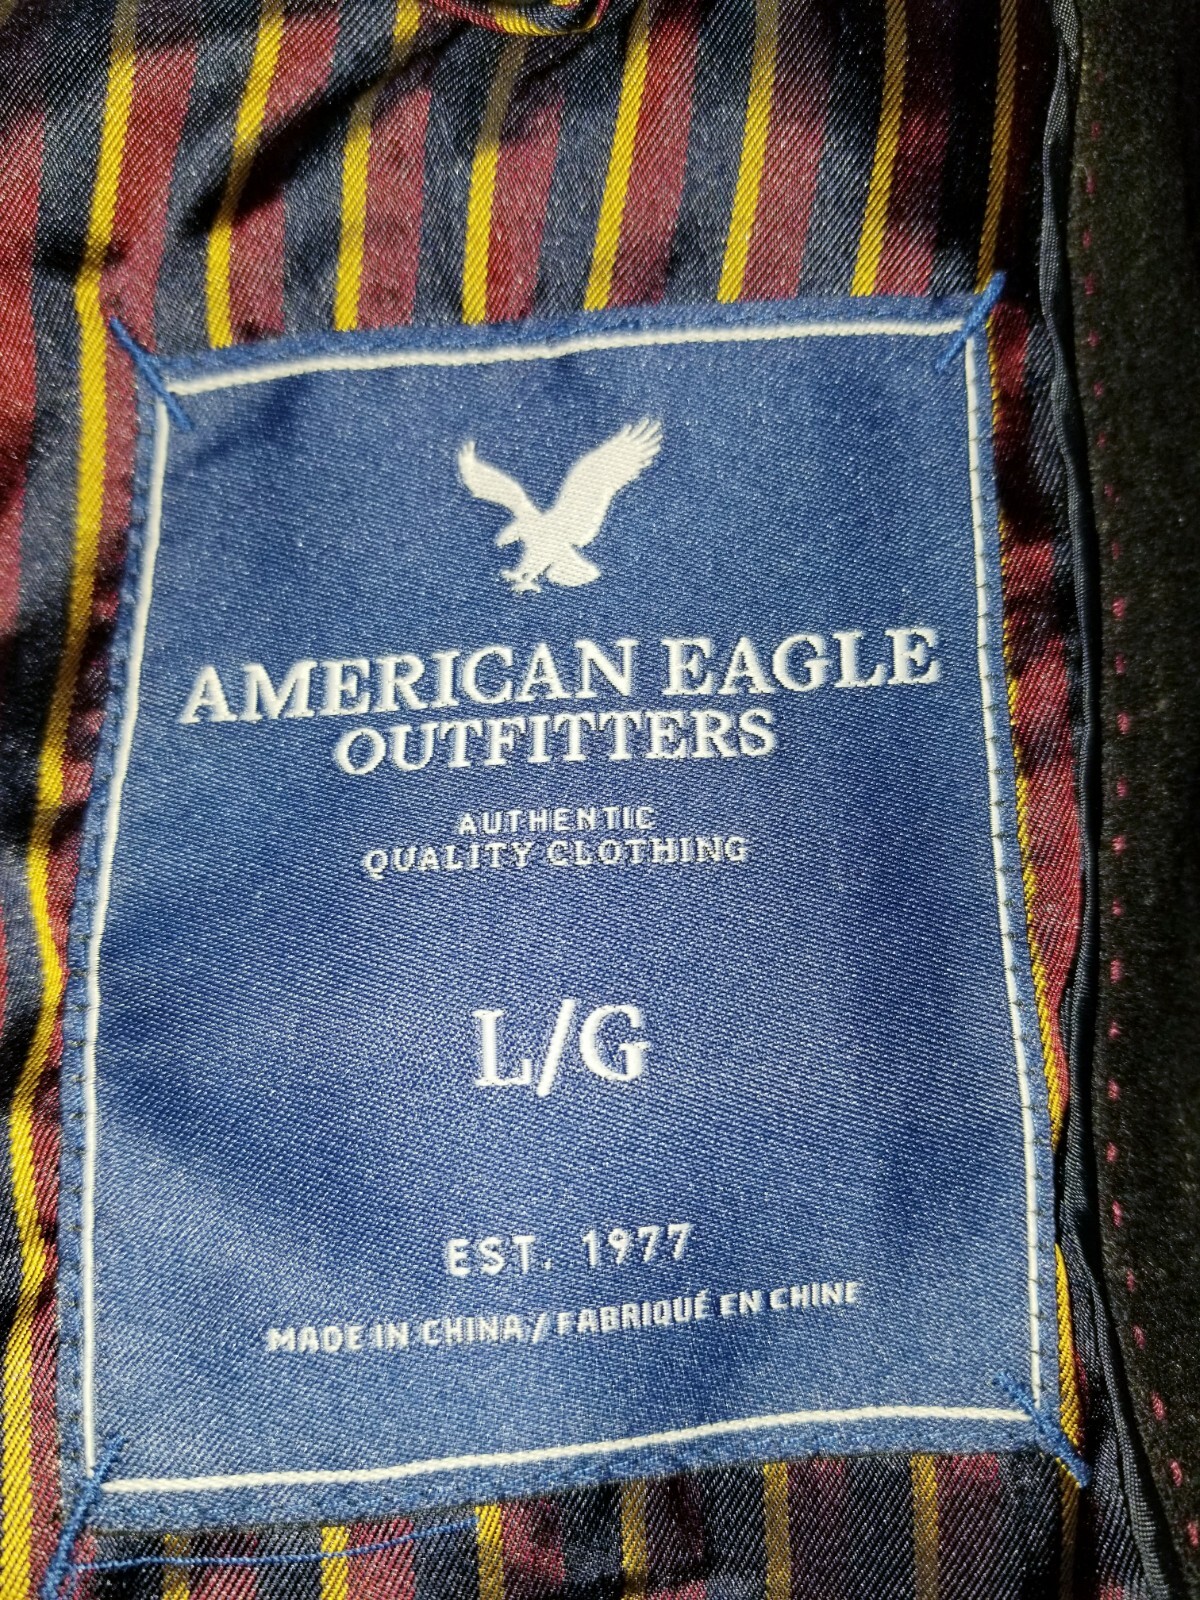 AMERICAN EAGLE
OUTFITTERS
AUTHENTIC
QUALITY CLOTHING
L/G
EST. 1977
MADE IN CHINA / FABRIQUÉ EN CHINE